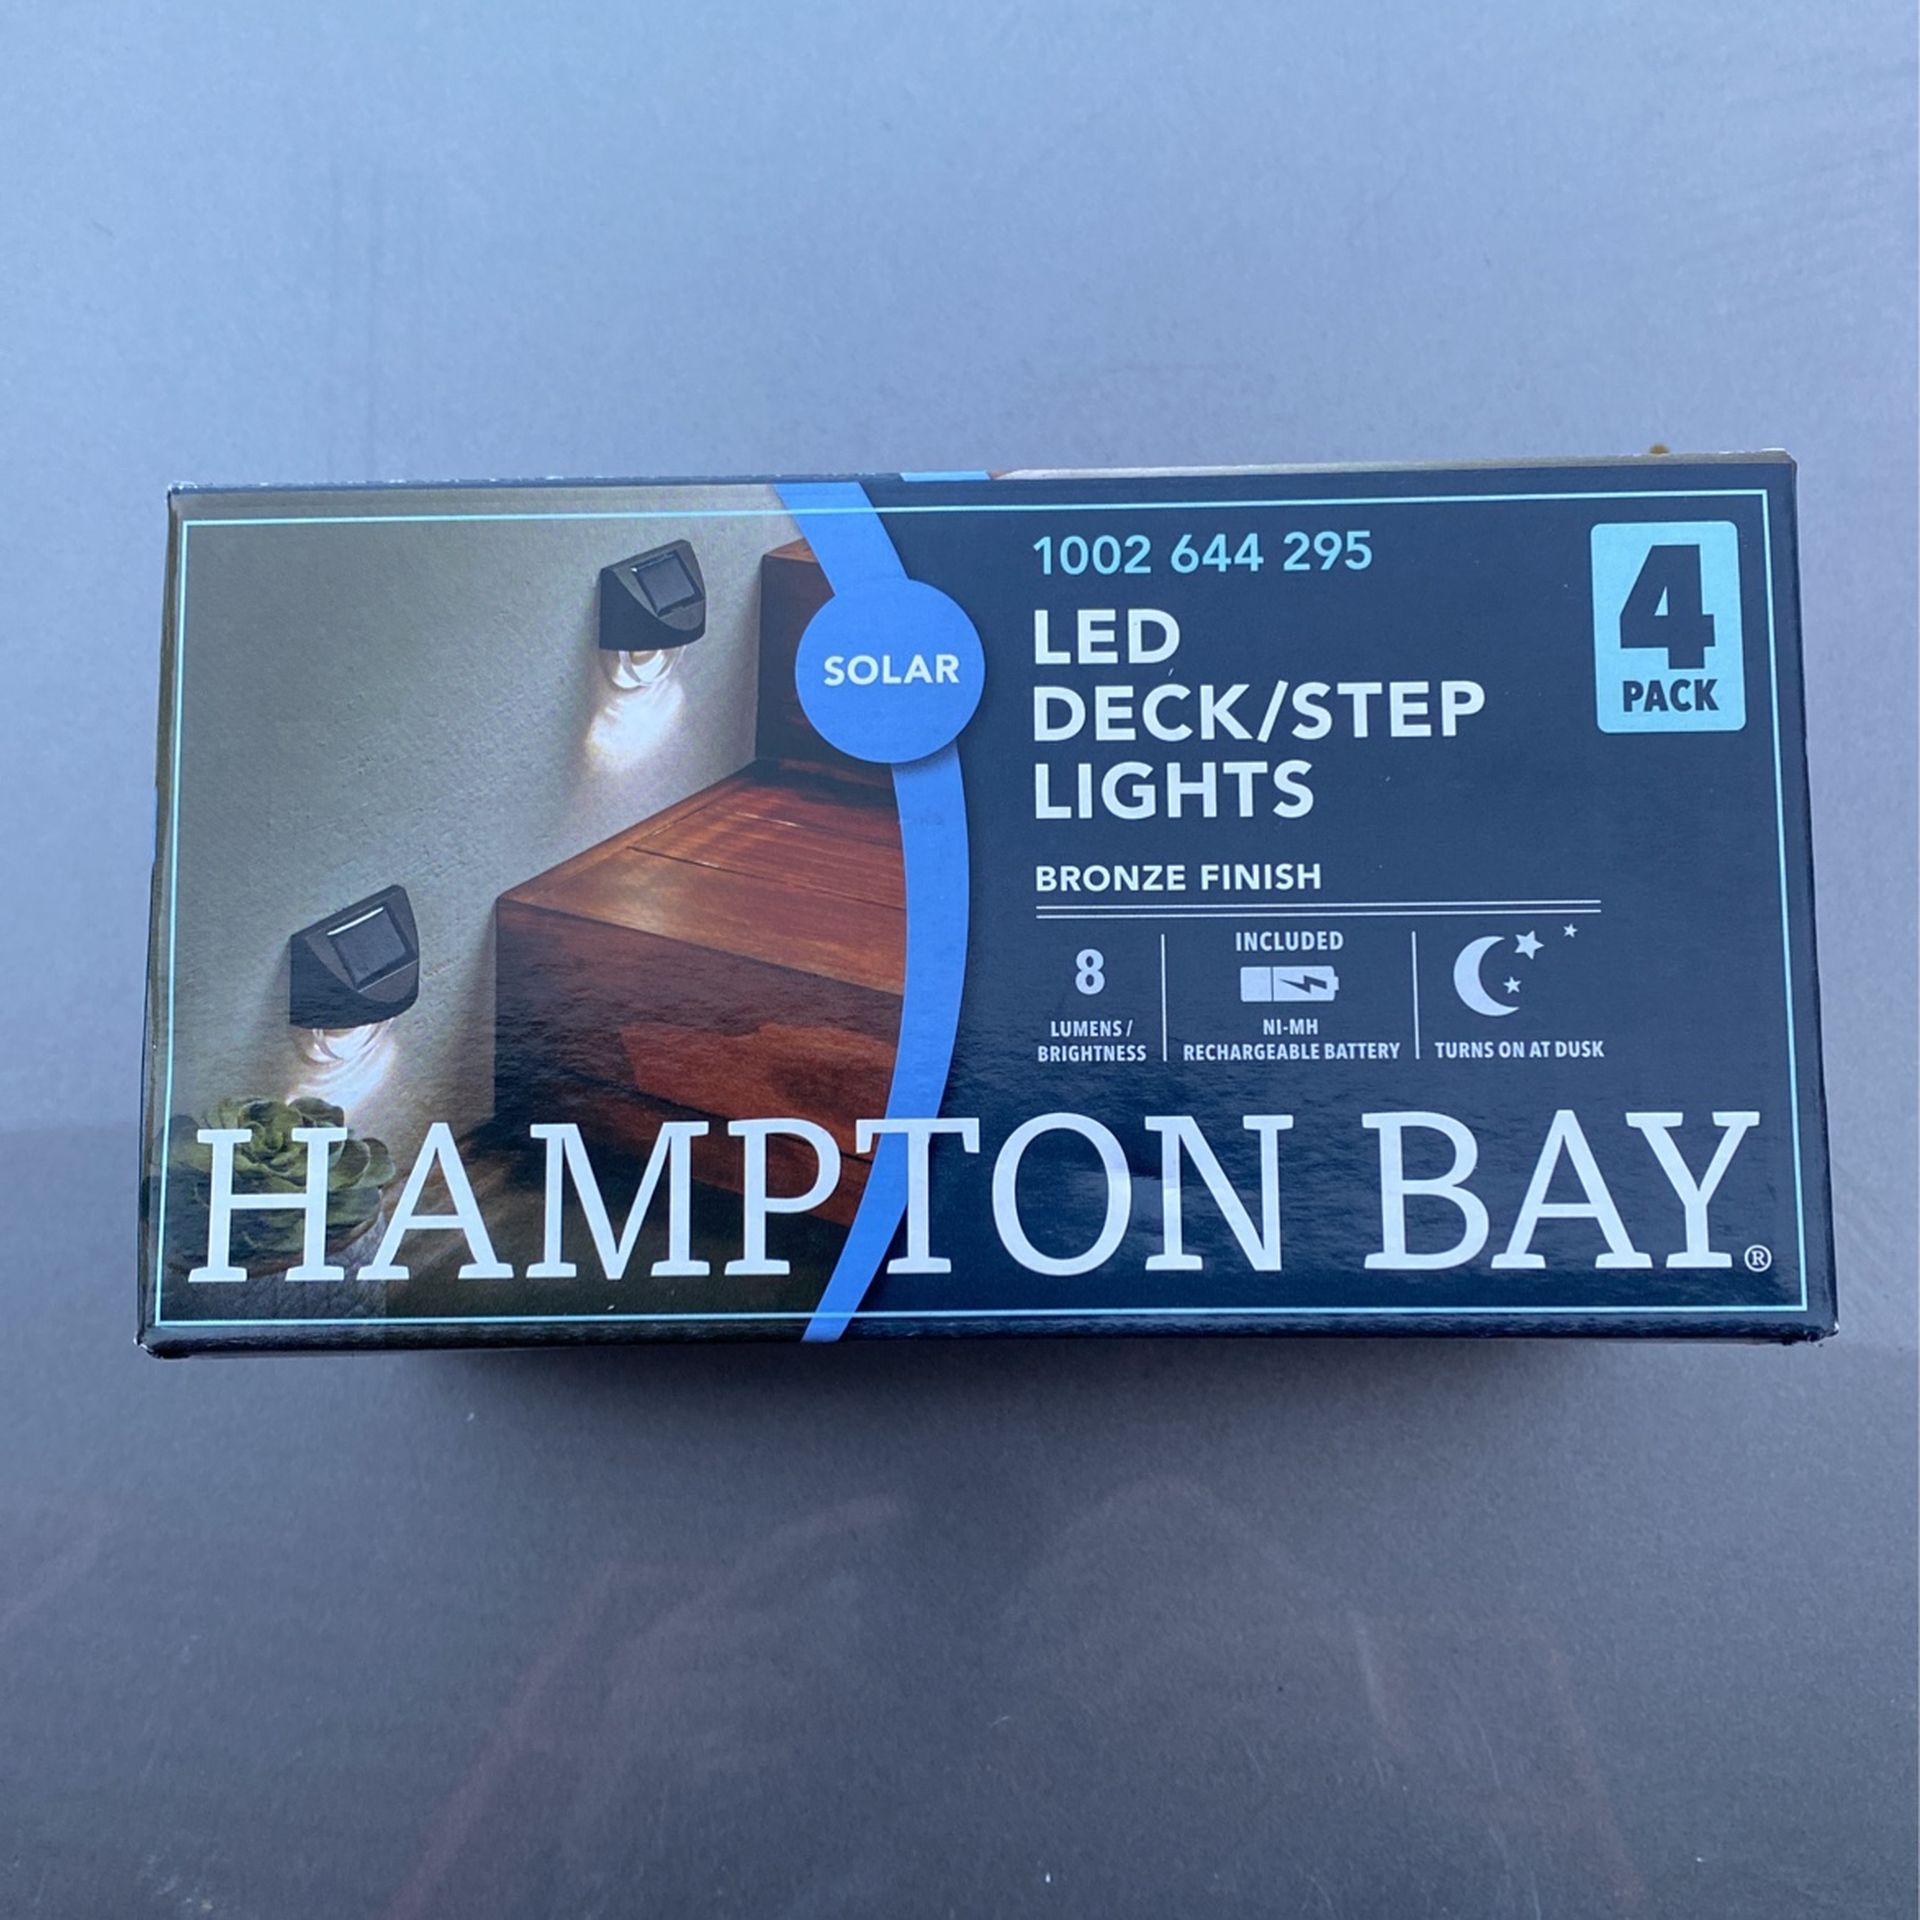 1002 644 295
4
PACK
SOLAR
LED
DECK/STEP
LIGHTS
BRONZE FINISH
8
LUMENS /
BRIGHTNESS
INCLUDED
NI-MH
RECHARGEABLE BATTERY
TURNS ON AT DUSK
HAMPTON BAY®